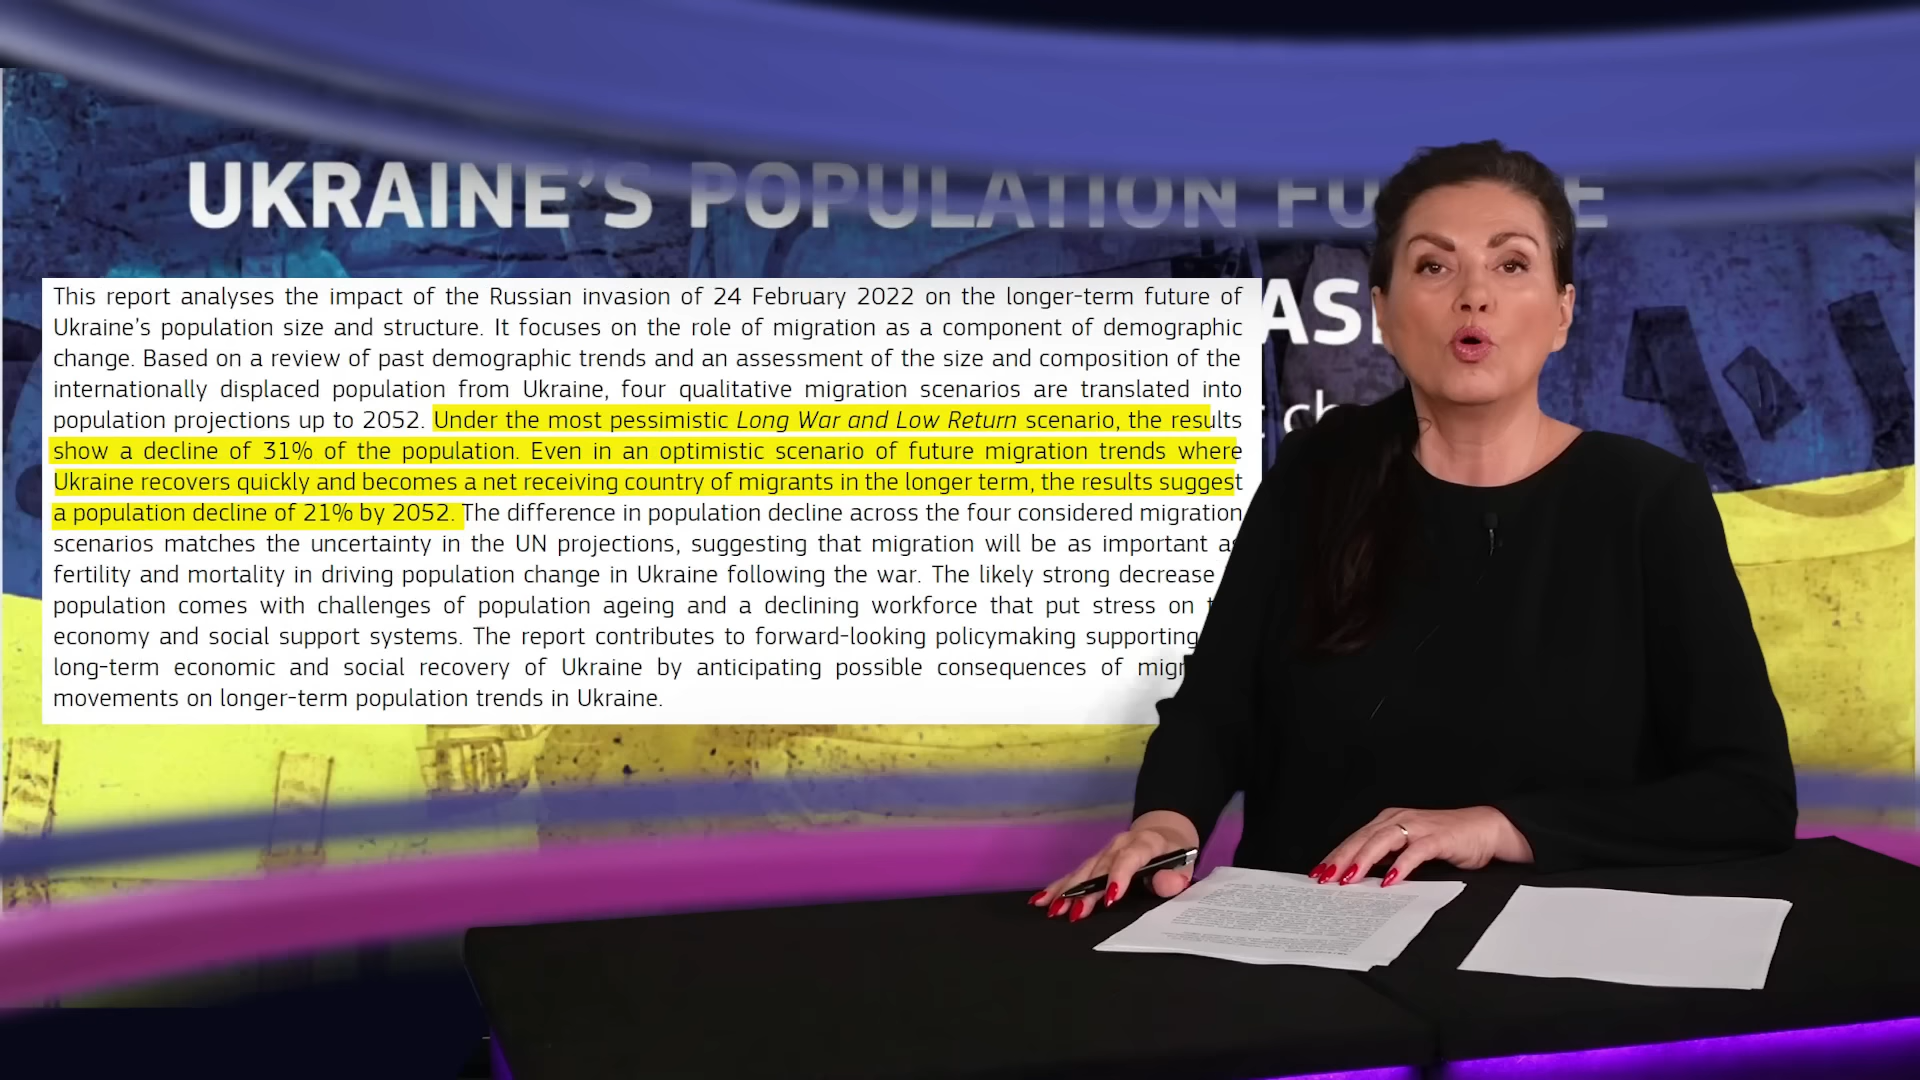 UKRAINE’S POPULATION FU E
AS
This report analyses the impact of the Russian invasion of 24 February 2022 on the longer-term future of
Ukraine’s population size and structure. It focuses on the role of migration as a component of demographic
change. Based on a review of past demographic trends and an assessment of the size and composition of the
internationally displaced population from Ukraine, four qualitative migration scenarios are translated into
population projections up to 2052. Under the most pessimistic Long War and Low Return scenario, the results
show a decline of 31% of the population. Even in an optimistic scenario of future migration trends where
Ukraine recovers quickly and becomes a net receiving country of migrants in the longer term, the results suggest
a population decline of 21% by 2052. The difference in population decline across the four considered migration
scenarios matches the uncertainty in the UN projections, suggesting that migration will be as important as
fertility and mortality in driving population change in Ukraine following the war. The likely strong decrease
population comes with challenges of population ageing and a declining workforce that put stress on
economy and social support systems. The report contributes to forward-looking policymaking supporting
long-term economic and social recovery of Ukraine by anticipating possible consequences of migr
movements on longer-term population trends in Ukraine.